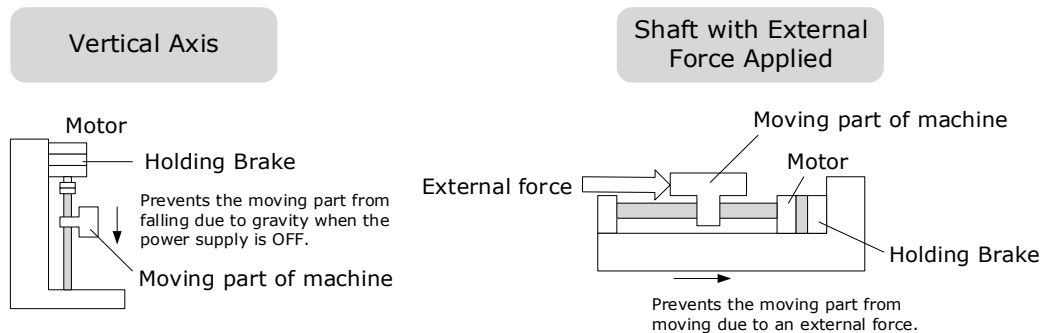 Vertical Axis
Motor
Holding Brake
Prevents the moving part from
falling due to gravity when the
power supply is OFF.
Moving part of machine
Shaft with External
Force Applied
Moving part of machine
Motor
External force
Holding Brake
Prevents the moving part from
moving due to an external force.